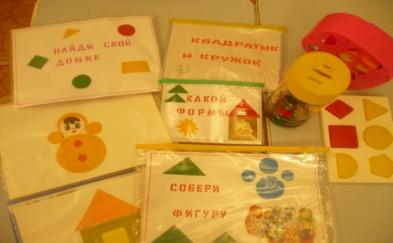 НАЙДИ СВОЙ
ДОМИК
КВАДРАТИК
И КРУЖОК
КАКОЙ
ФОРМЫ
СОБЕРИ
ФИГУРУ